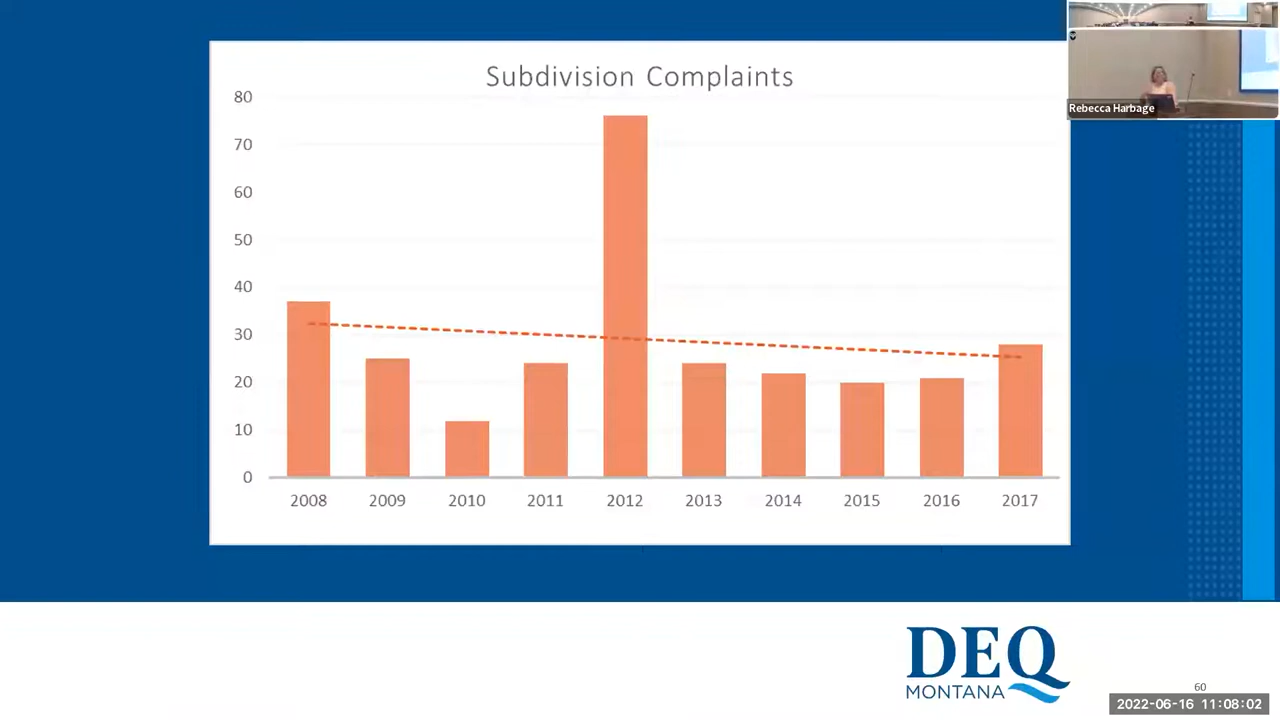 Subdivision Complaints
80
70
60
50
40
30
20
10
0
2008 2009 2010 2011 2012 2013 2014 2015 2016 2017
Rebecca Harbage
DEQ
MONTANA
60
2022-06-16 11:08:02